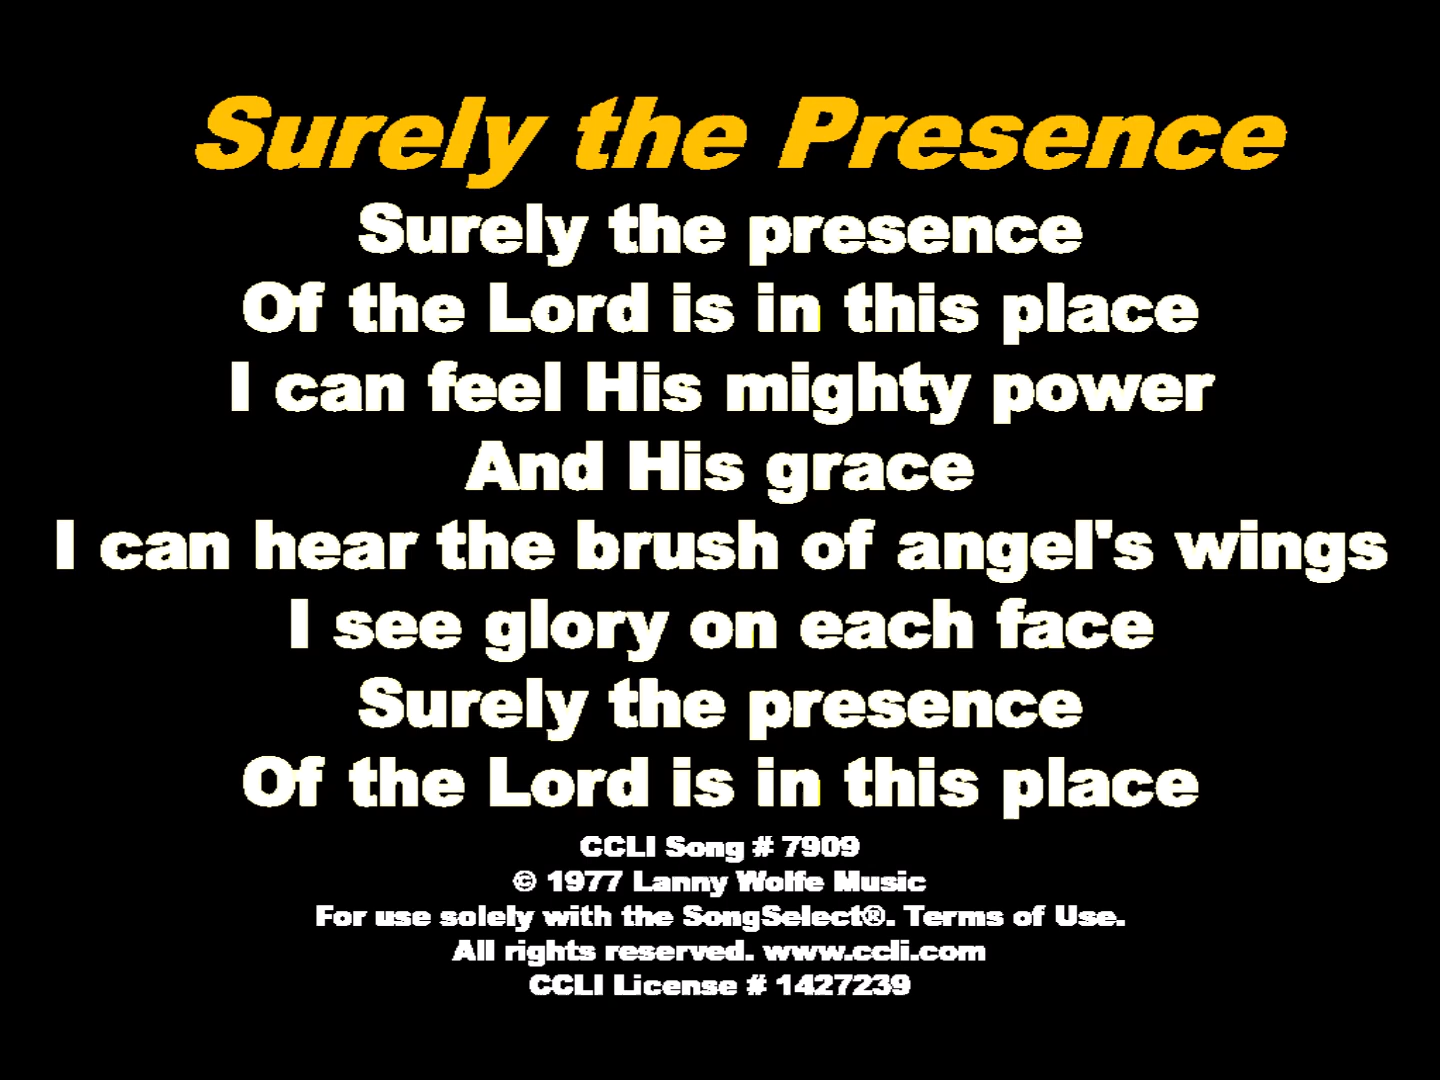 Surely the Presence
Surely the presence
Of the Lord is in this place
I can feel His mighty power
And His grace
I can hear the brush of angel's wings
I see glory on each face
Surely the presence
Of the Lord is in this place
CCLI Song # 7909
© 1977 Lanny Wolfe Music
For use solely with the SongSelect®. Terms of Use.
All rights reserved. www.ccli.com
CCLI License # 1427239